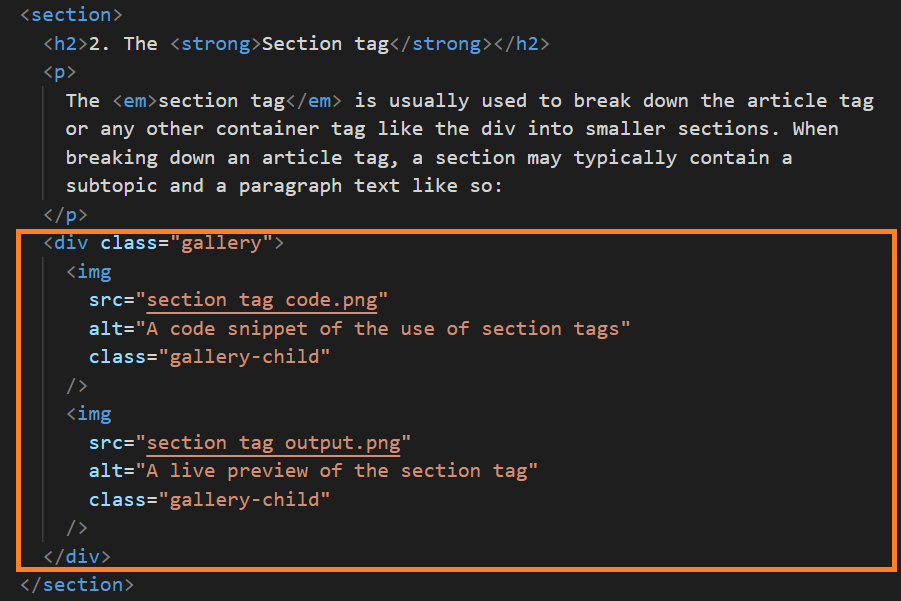 <section>
<h2>2. The <strong>Section tag</strong></h2>
<p>
The <em>section tag</em> is usually used to break down the article tag
or any other container tag like the div into smaller sections. When
breaking down an article tag, a section may typically contain a
subtopic and a paragraph text like so:
</p>
<div class="gallery">
<img
src="section tag code.png"
alt="A code snippet of the use of section tags"
class="gallery-child"
/>
<img
src="section tag output.png"
alt="A live preview of the section tag"
class="gallery-child"
/>
</div>
</section>